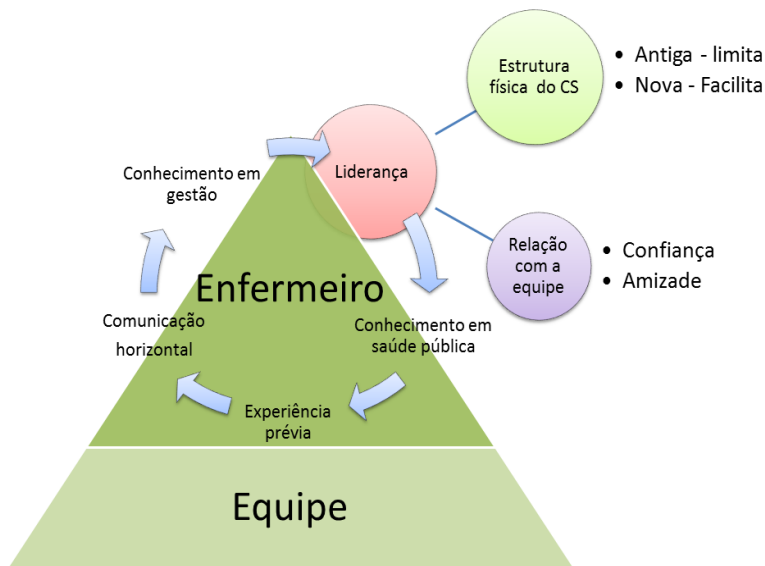 Estrutura
física do CS
• Antiga - limita
• Nova - Facilita
Liderança
Conhecimento em
gestão
Relação
com a
equipe
• Confiança
• Amizade
Enfermeiro
Comunicação
horizontal
Conhecimento em
saúde pública
Experiência
prévia
Equipe